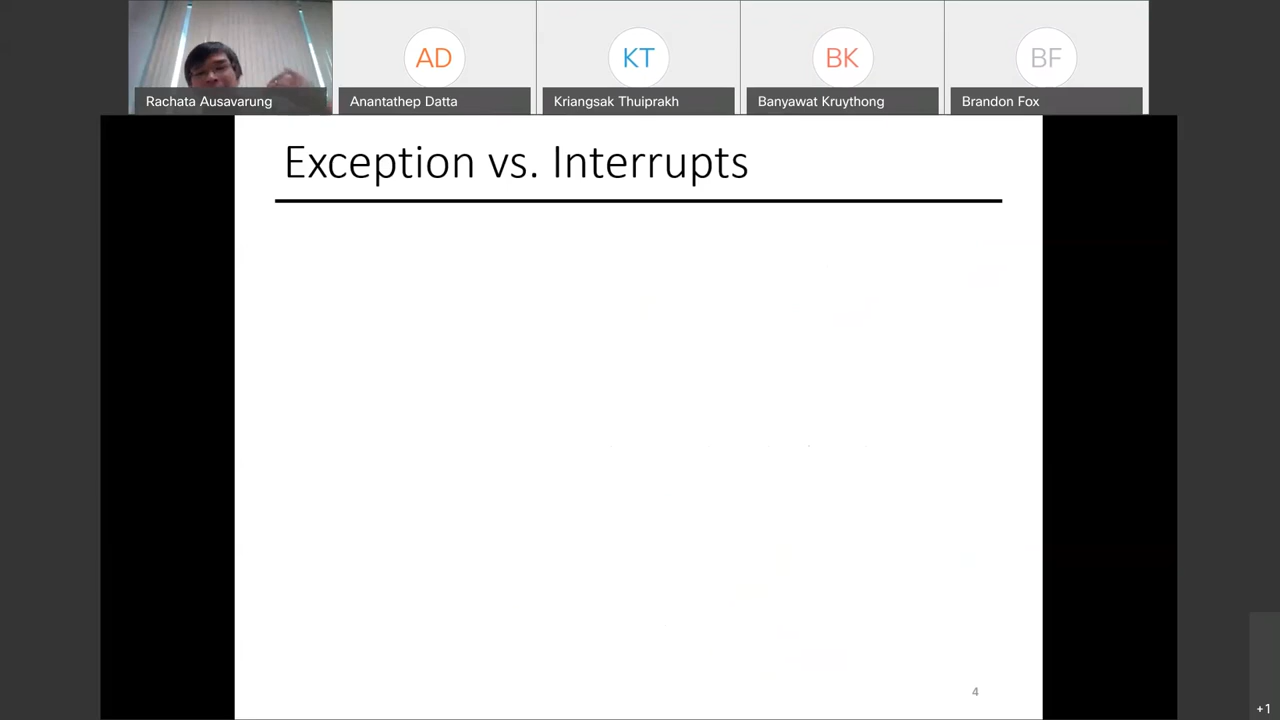 AD
KT
BK
BF
Rachata Ausavarung
Anantathep Datta
Kriangsak Thuiprakh
Banyawat Kruythong
Brandon Fox
Exception vs. Interrupts
4
+1